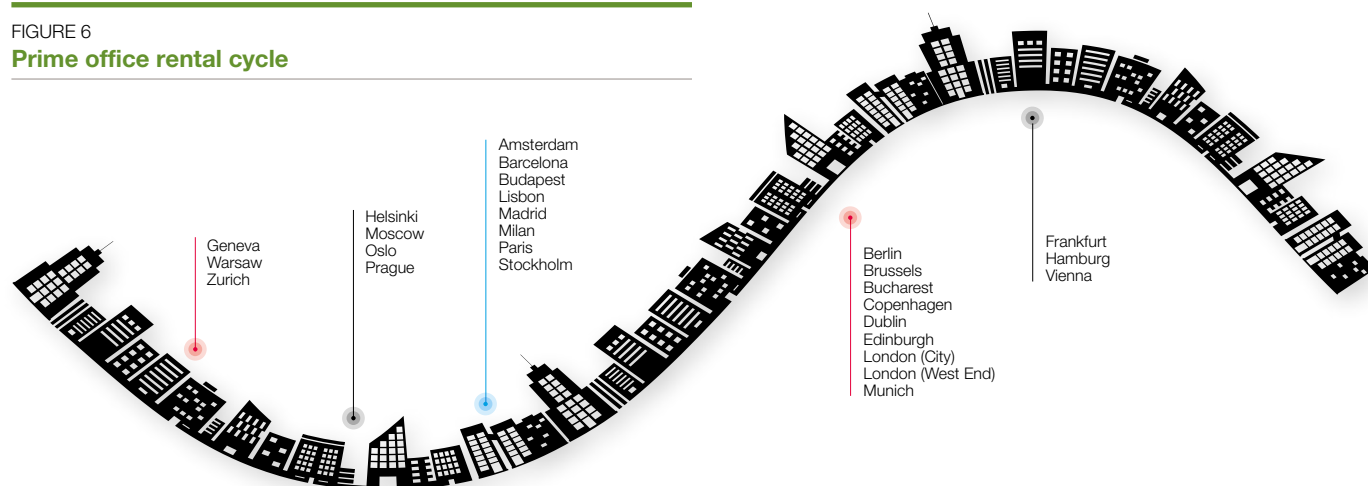 FIGURE 6
Prime office rental cycle
Geneva
Warsaw
Zurich
Helsinki
Moscow
Oslo
Prague
Amsterdam
Barcelona
Budapest
Lisbon
Madrid
Milan
Paris
Stockholm
Berlin
Brussels
Bucharest
Copenhagen
Dublin
Edinburgh
London (City)
London (West End)
Munich
Frankfurt
Hamburg
Vienna